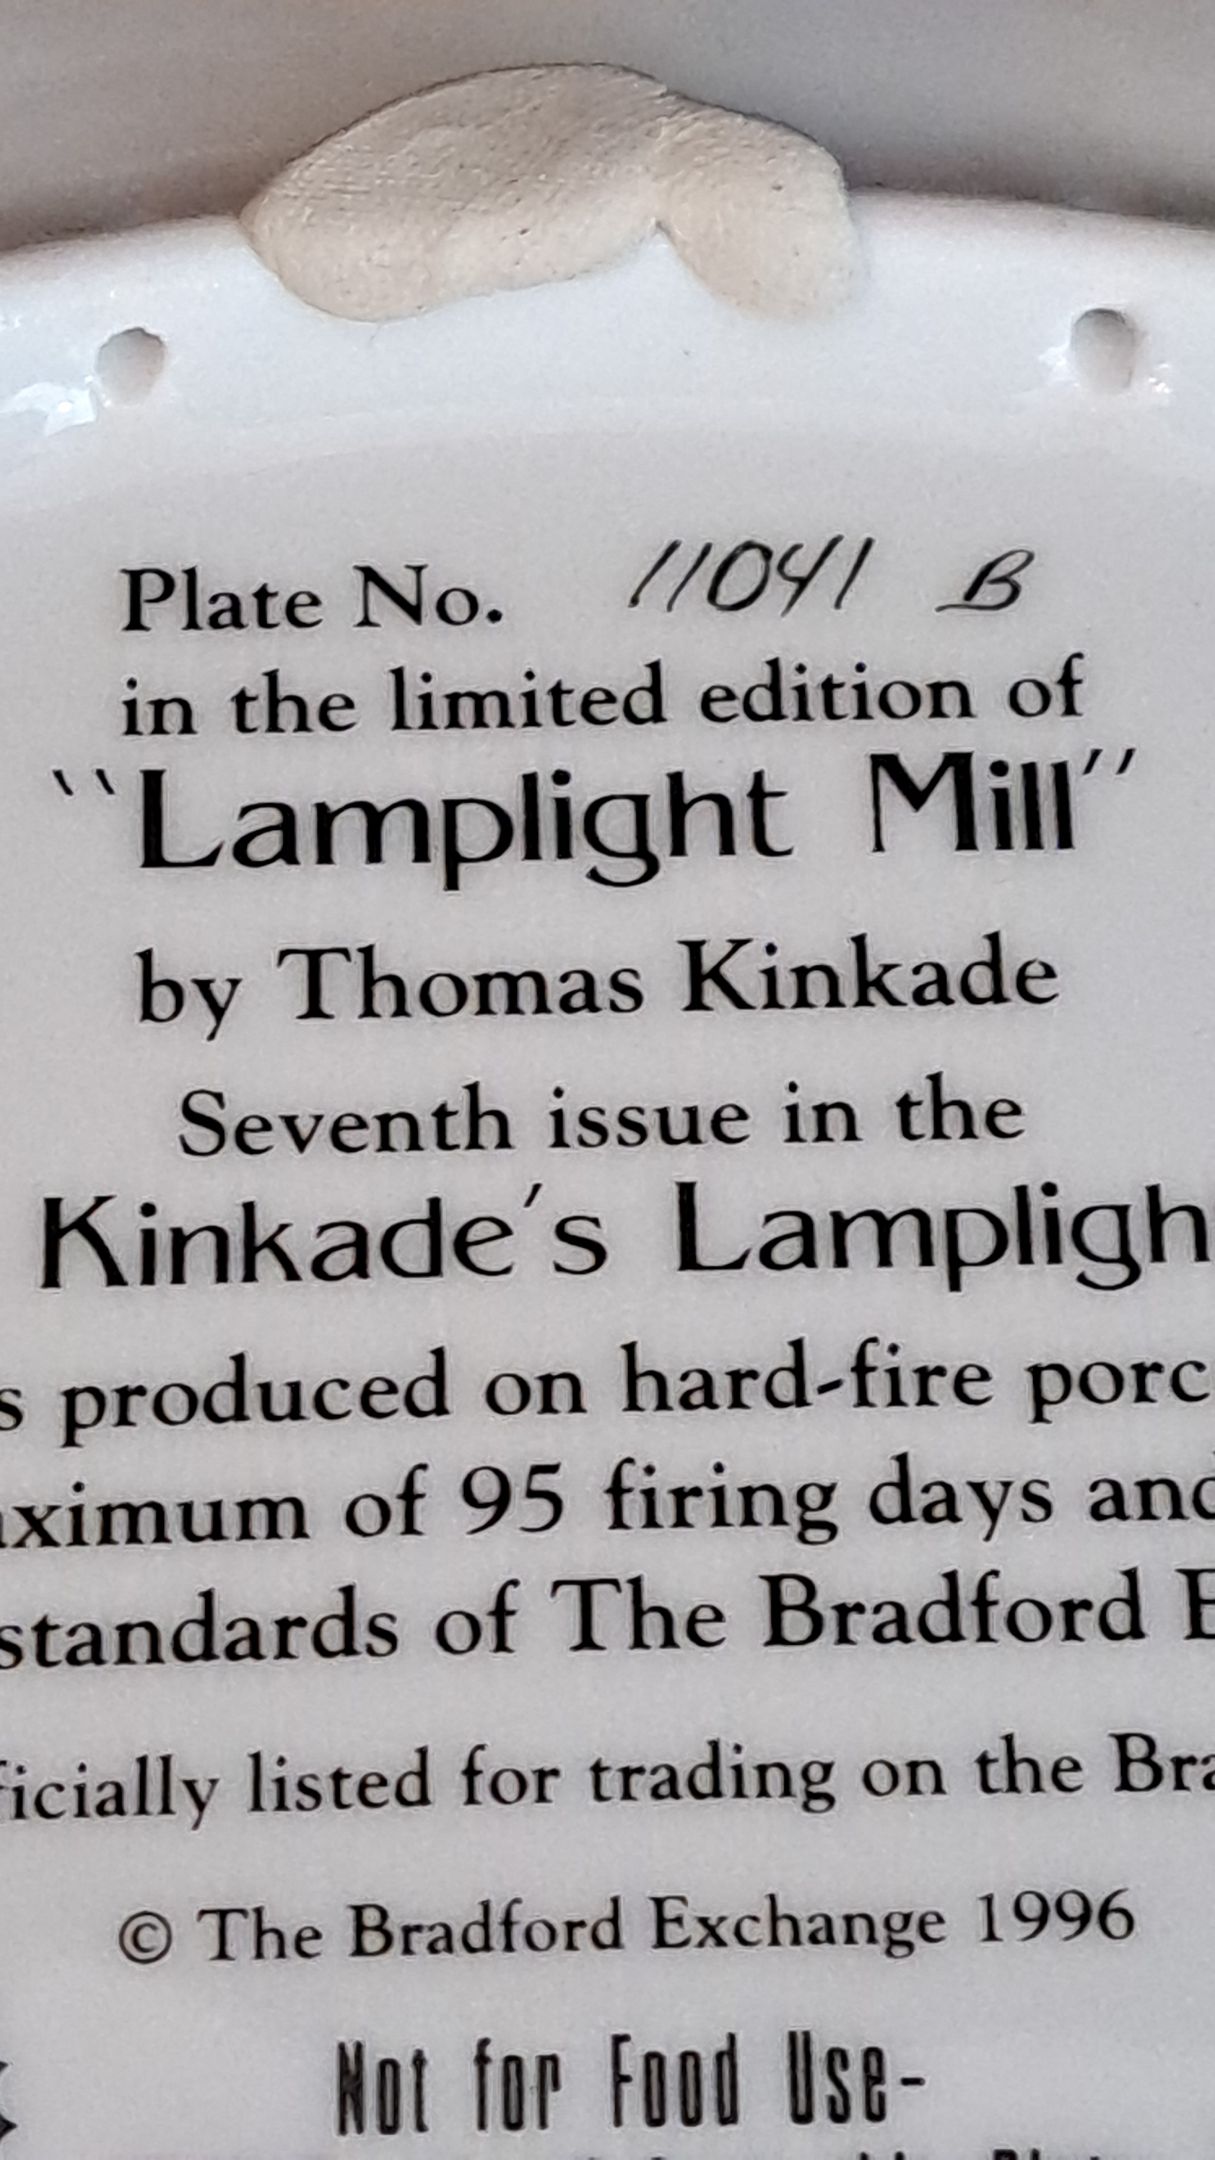 Plate No. 11041 B
in the limited edition of
"Lamplight Mill"
by Thomas Kinkade
Seventh issue in the
Kinkade's Lampligh
s produced on hard-fire porc
aximum of 95 firing days and
standards of The Bradford E
ficially listed for trading on the Bra
© The Bradford Exchange 1996
Not for Food Use-